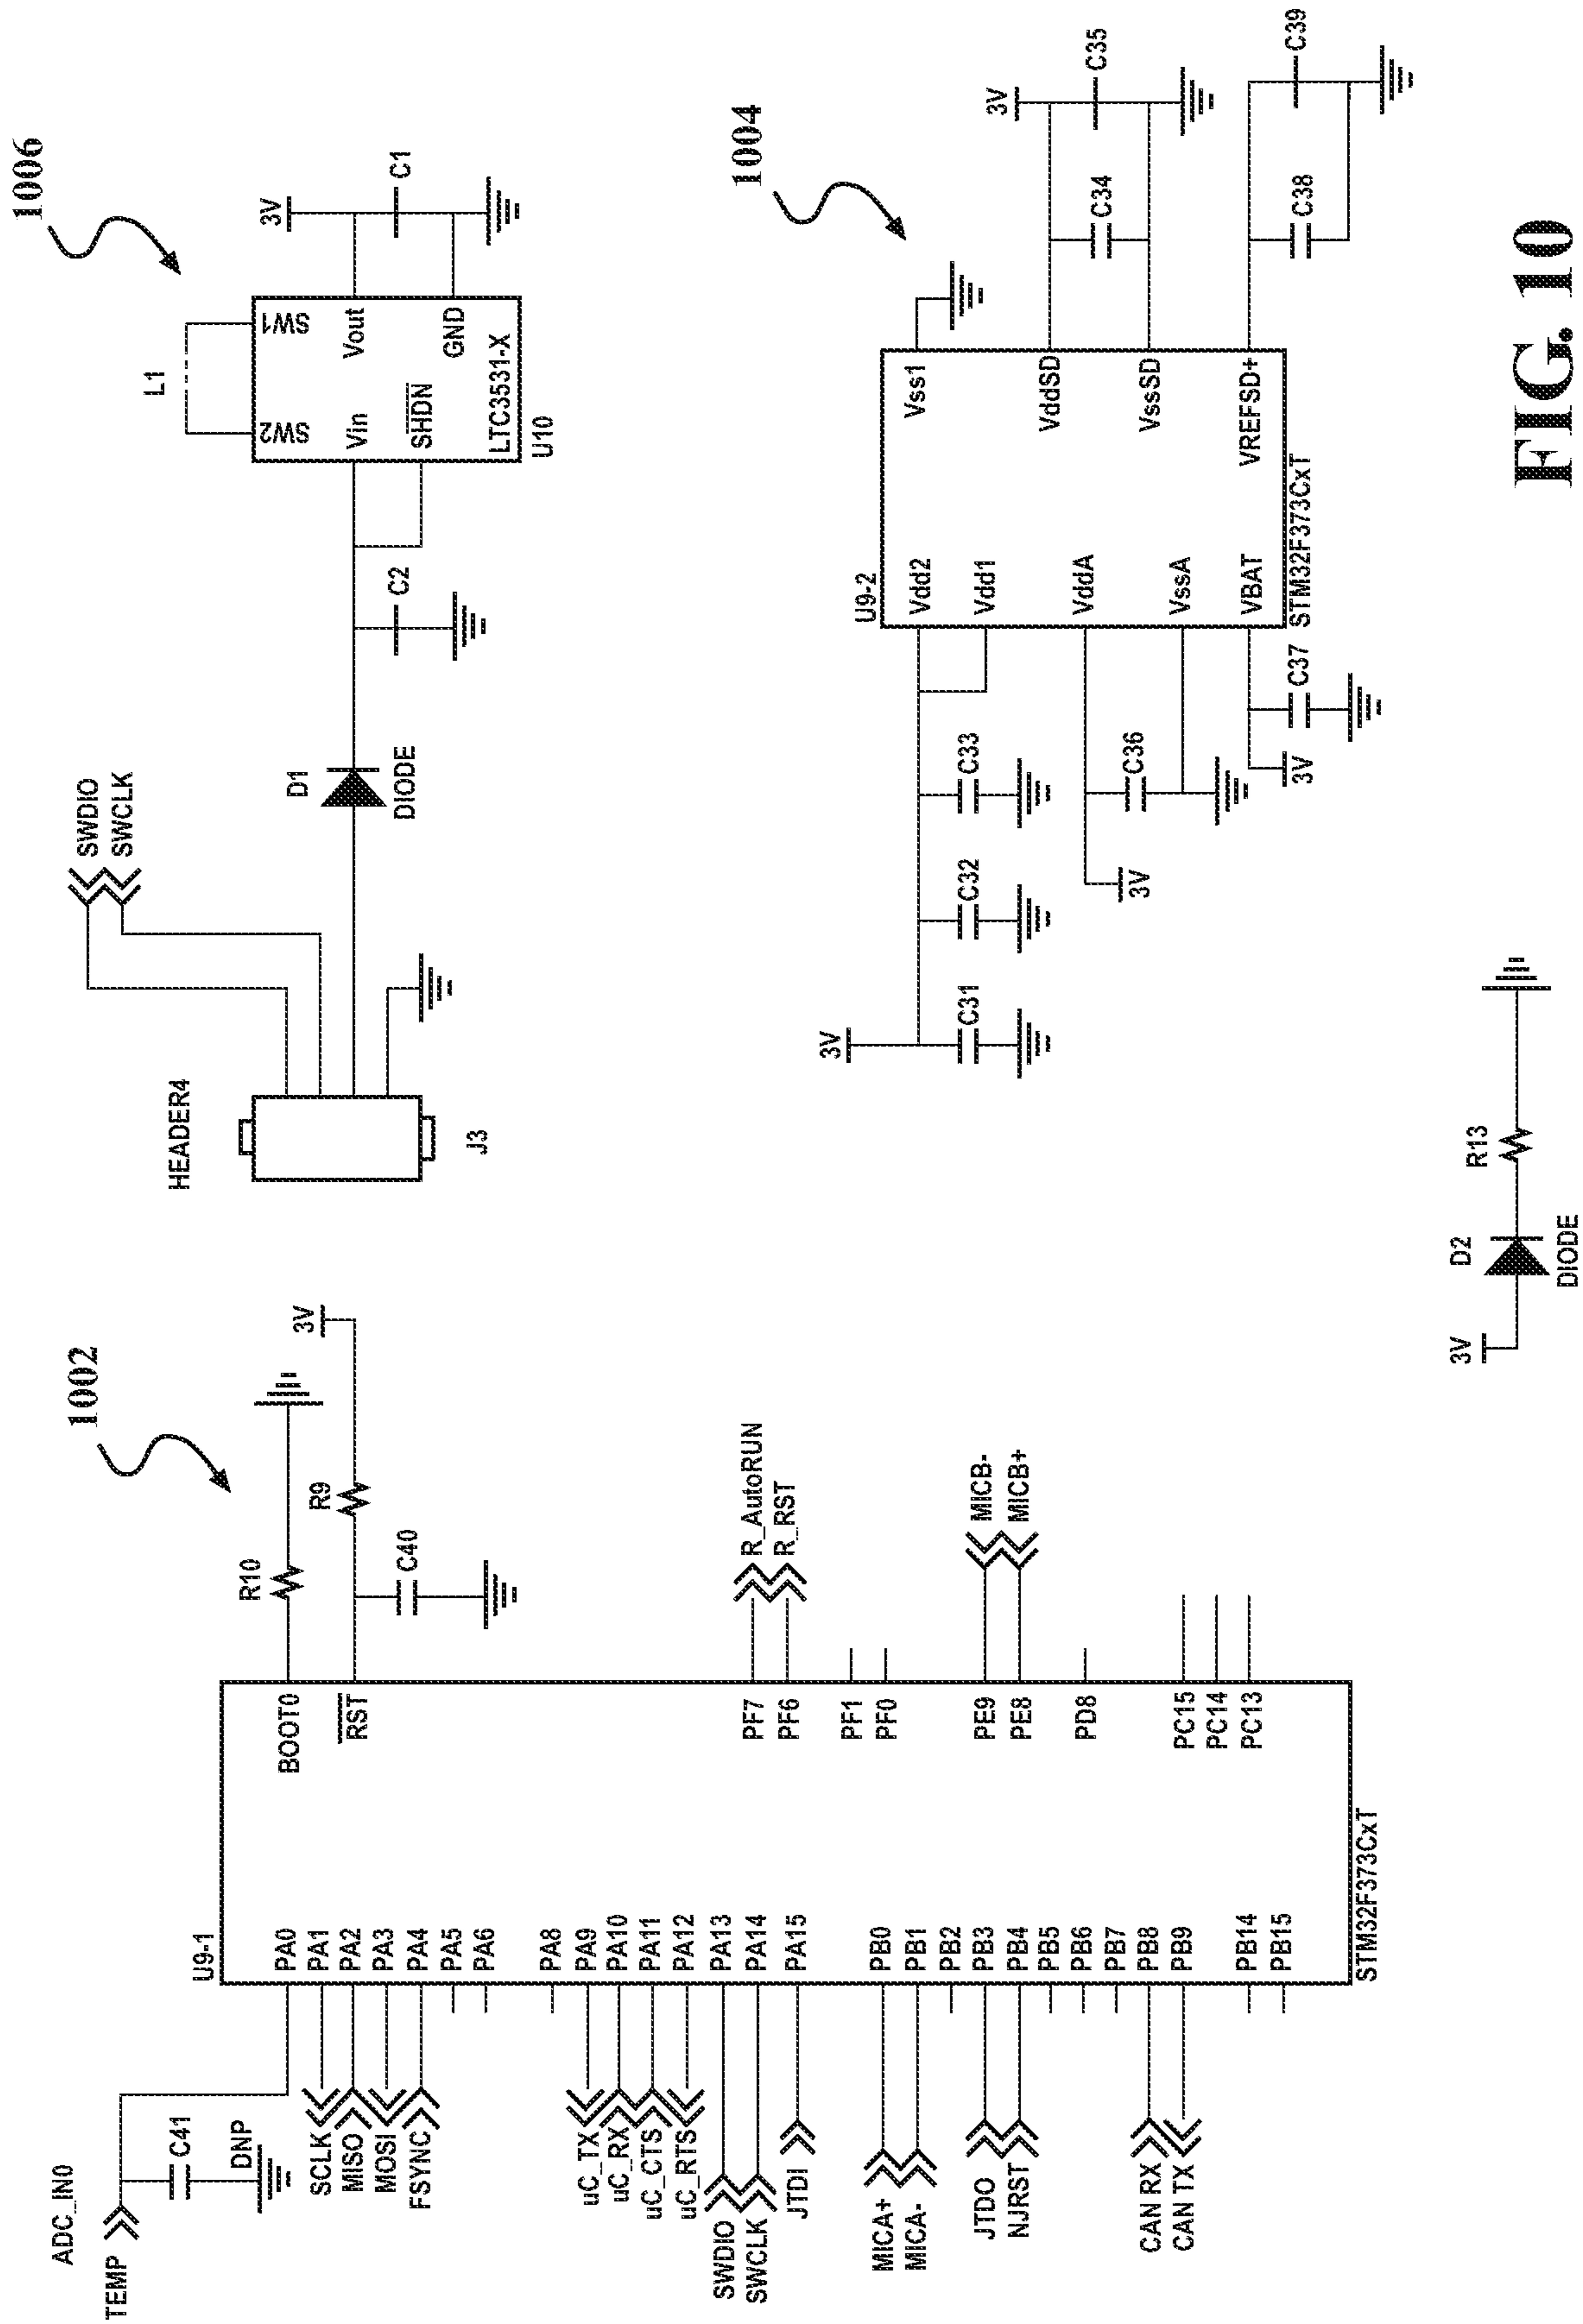 1002
ADC_IN0
TEMP
C41
DNP
SCLK
MISO
MOSI
FSYNC
uC_TX
uC_RX
uC_CTS
uC_RTS
SWDIO
SWCLK
JTDI
MICA+
MICA-
JTDO
NJRST
CAN RX
CAN TX
U9-1
PA0
PA1
PA2
PA3
PA4
PA5
PA6
PA8
PA9
PA10
PA11
PA12
PA13
PA14
PA15
PB0
PB1
PB2
PB3
PB4
PB5
PB6
PB7
PB8
PB9
PB14
PB15
BOOT0
RST
PF7
PF6
PF1
PF0
PE9
PE8
PD8
PC15
PC14
PC13
STM32F373CxT
R10
R9
3V
C40
R_AutoRUN
R_RST
MICB-
MICB+
1006
HEADER4
J3
SWDIO
SWCLK
D1
DIODE
C2
L1
SW2
SW1
Vin
Vout
SHDN
GND
LTC3531-X
U10
3V
C1
1004
3V
C31
C32
C33
3V
C36
3V
C37
U9-2
Vdd2
Vdd1
VddA
VssA
VBAT
Vss1
VddSD
VssSD
VREFSD+
STM32F373CxT
3V
C34
C35
C38
C39
3V
D2
DIODE
R13
FIG. 10